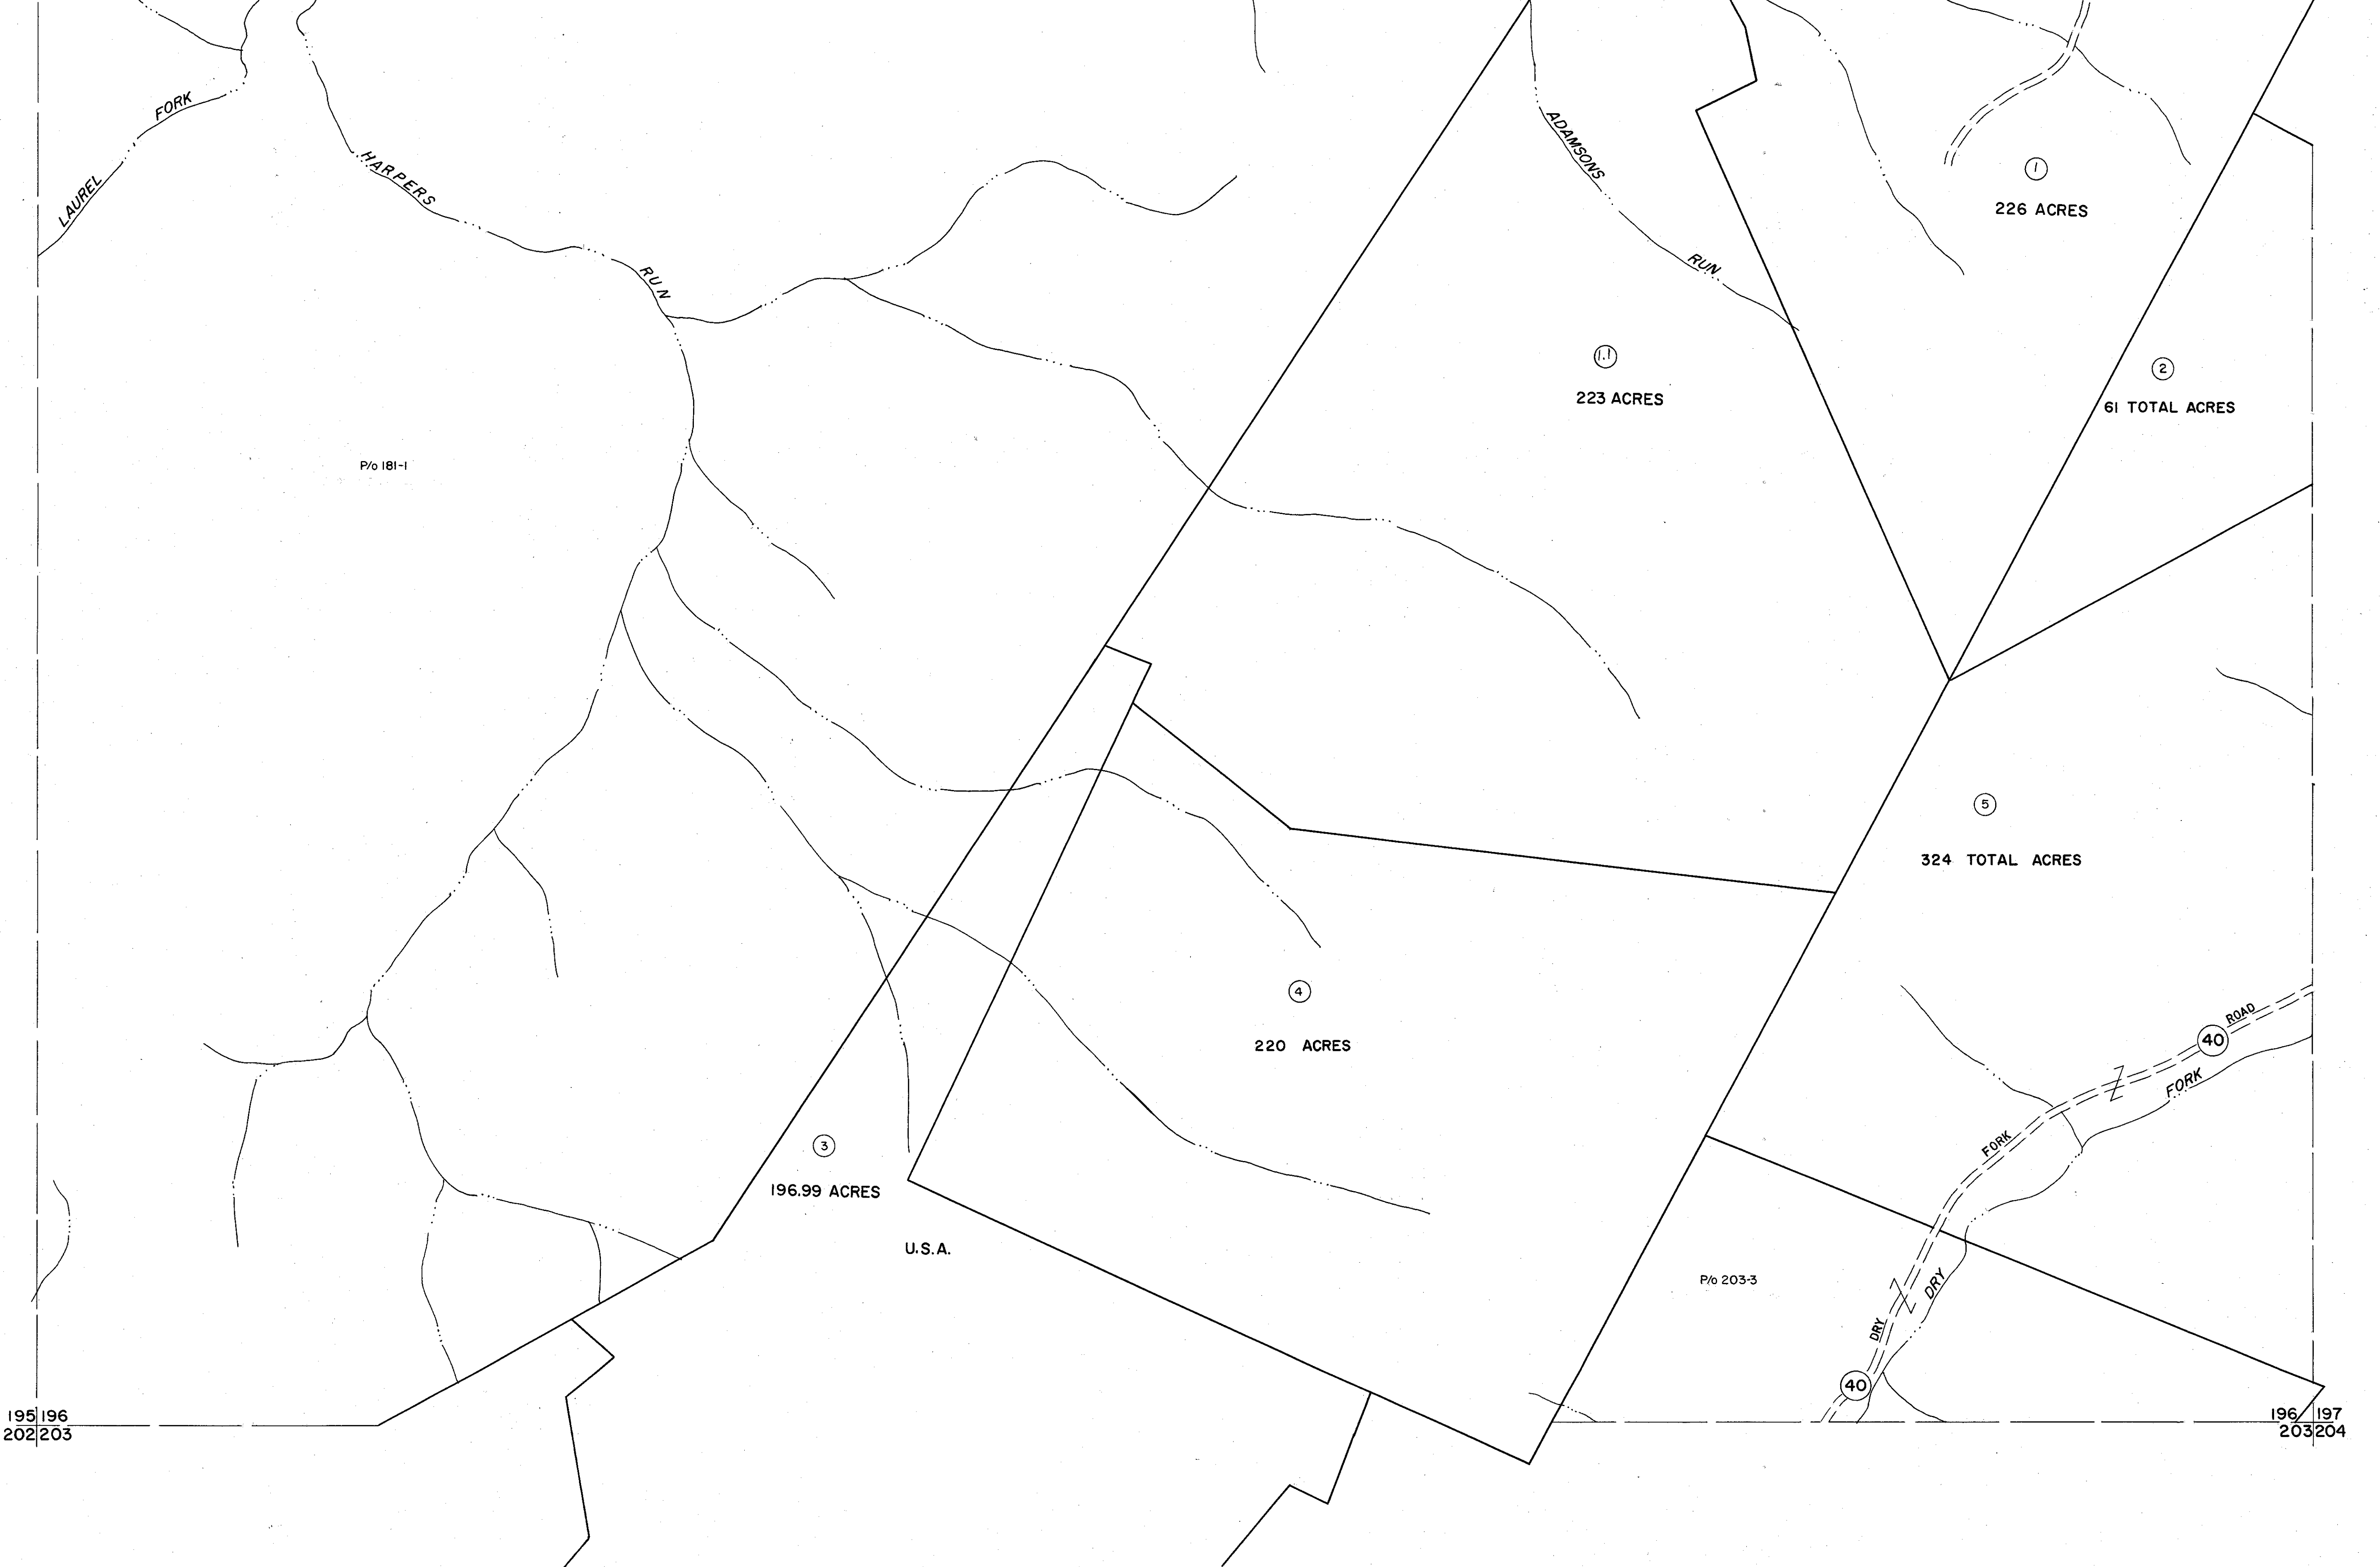 LAUREL FORK
HARPERS RUN
ADAMSONS RUN
1
226 ACRES
1.1
223 ACRES
2
61 TOTAL ACRES
P/o 181-1
5
324 TOTAL ACRES
4
220 ACRES
3
196.99 ACRES
U.S.A.
P/o 203-3
DRY FORK ROAD
40
40
DRY FORK
195 196
202 203
196 197
203 204